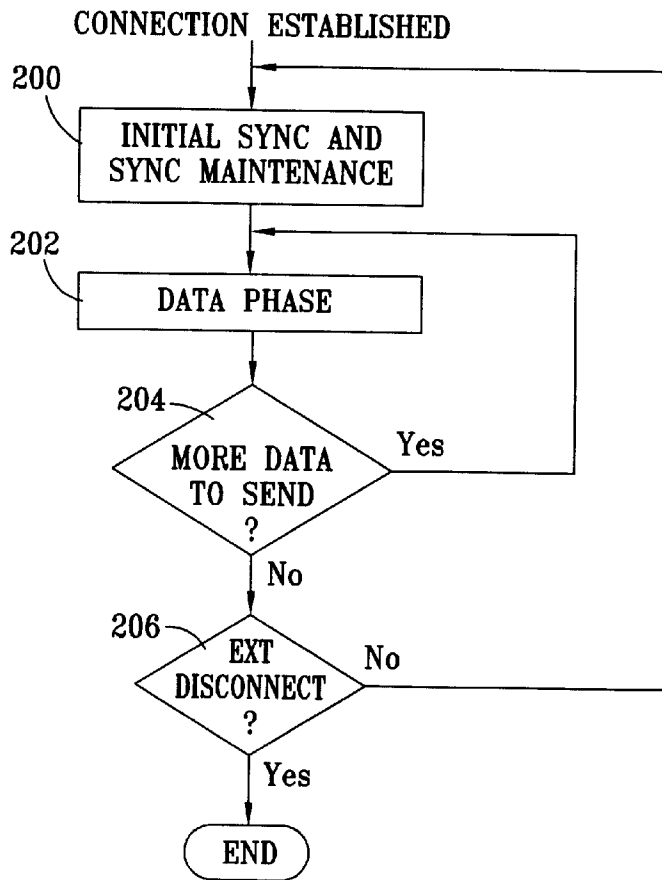 CONNECTION ESTABLISHED
200
INITIAL SYNC AND
SYNC MAINTENANCE
202
DATA PHASE
204
MORE DATA
TO SEND
?
Yes
No
206
EXT
DISCONNECT
?
No
Yes
END